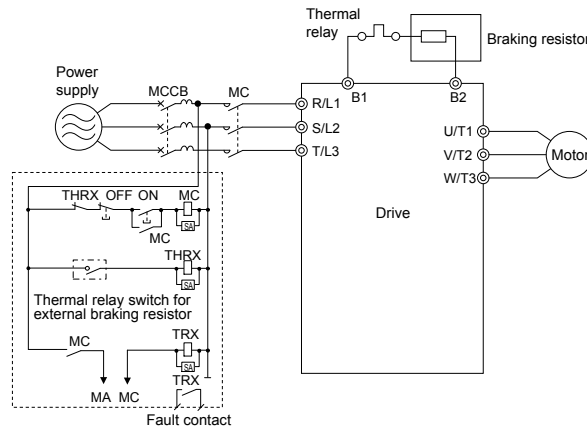 Thermal
relay
Braking resistor
Power
supply
MCCB
MC
B1
B2
R/L1
S/L2
T/L3
U/T1
V/T2
W/T3
Motor
Drive
THRX OFF ON
MC
SA
MC
THRX
SA
Thermal relay switch for
external braking resistor
MC
TRX
SA
MA MC
TRX
Fault contact